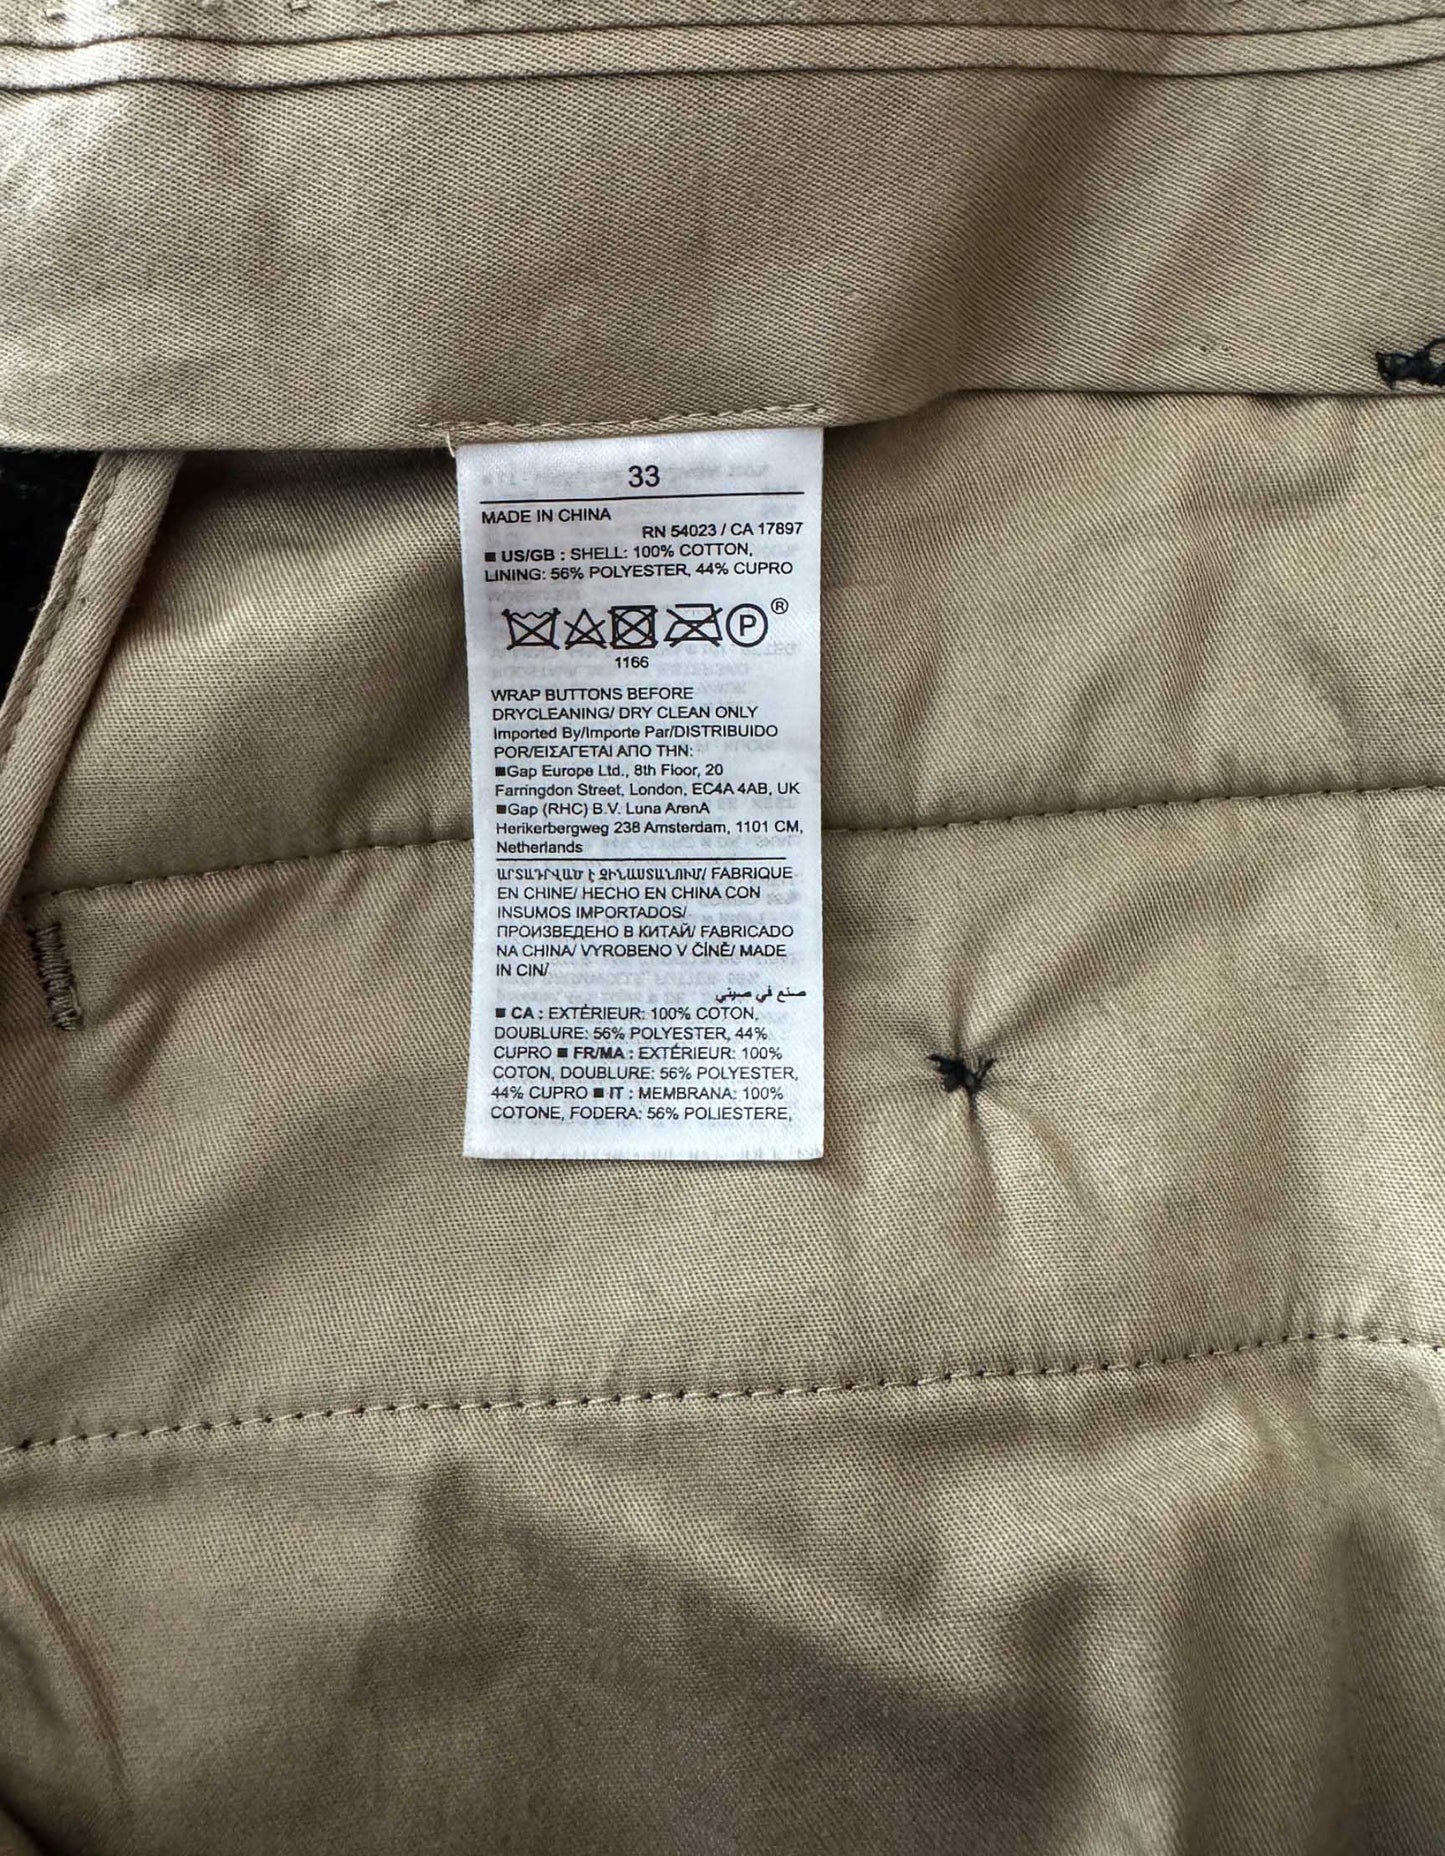 33
MADE IN CHINA
RN 54023 / CA 17897
■ US/GB : SHELL: 100% COTTON,
LINING: 56% POLYESTER, 44% CUPRO
P ®
1166
WRAP BUTTONS BEFORE
DRYCLEANING/ DRY CLEAN ONLY
Imported By/Importe Par/DISTRIBUIDO
POR/ΕΙΣΑΓΕΤΑΙ ΑΠΟ ΤΗΝ:
■Gap Europe Ltd., 8th Floor, 20
Farringdon Street, London, EC4A 4AB, UK
■Gap (RHC) B.V. Luna ArenA
Herikerbergweg 238 Amsterdam, 1101 CM,
Netherlands
ԱՐՏԱԴՐՎԱԾ Է ՉԻՆԱՍՏԱՆՈՒՄ/ FABRIQUE
EN CHINE/ HECHO EN CHINA CON
INSUMOS IMPORTADOS/
ПРОИЗВЕДЕНО В КИТАЙ/ FABRICADO
NA CHINA/ VYROBENO V ČÍNĚ/ MADE
IN CIN/
صنع في صيني
■ CA : EXTÉRIEUR: 100% COTON,
DOUBLURE: 56% POLYESTER, 44%
CUPRO ■ FR/MA : EXTÉRIEUR: 100%
COTON, DOUBLURE: 56% POLYESTER,
44% CUPRO ■ IT : MEMBRANA: 100%
COTONE, FODERA: 56% POLIESTERE,